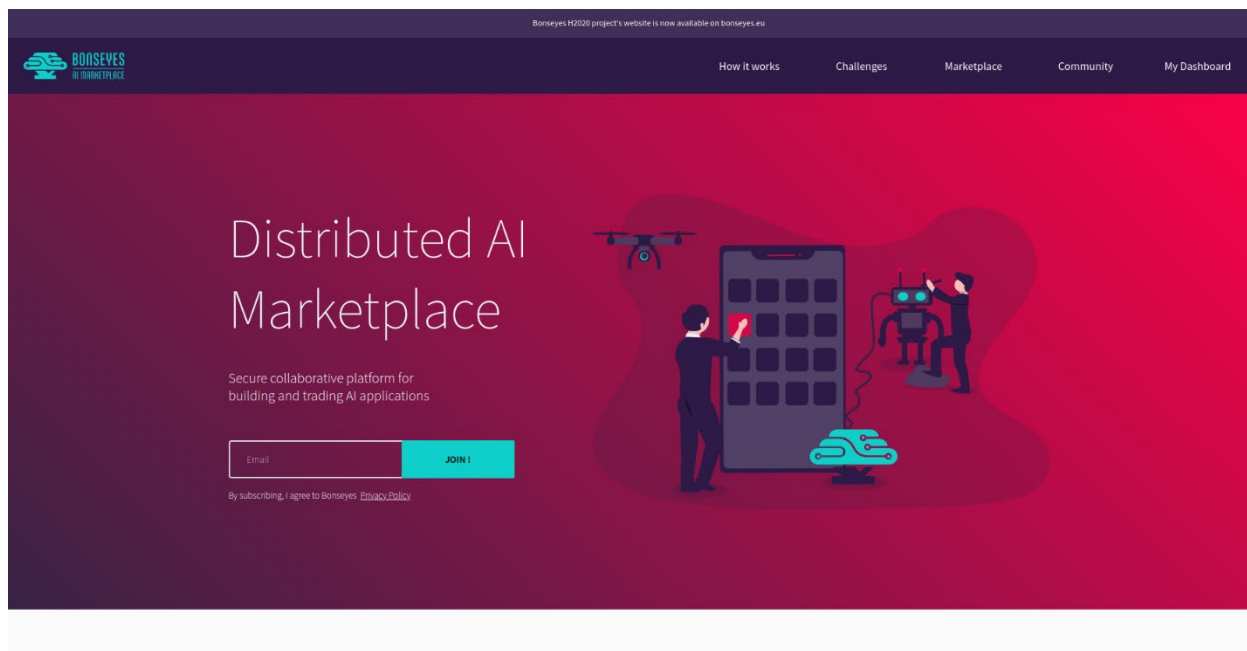 Bonseyes H2020 project's website is now available on bonseyes.eu
BONSEYES
AI MARKETPLACE
How it works
Challenges
Marketplace
Community
My Dashboard
Distributed AI
Marketplace
Secure collaborative platform for
building and trading AI applications
Email
JOIN !
By subscribing, I agree to Bonseyes Privacy Policy